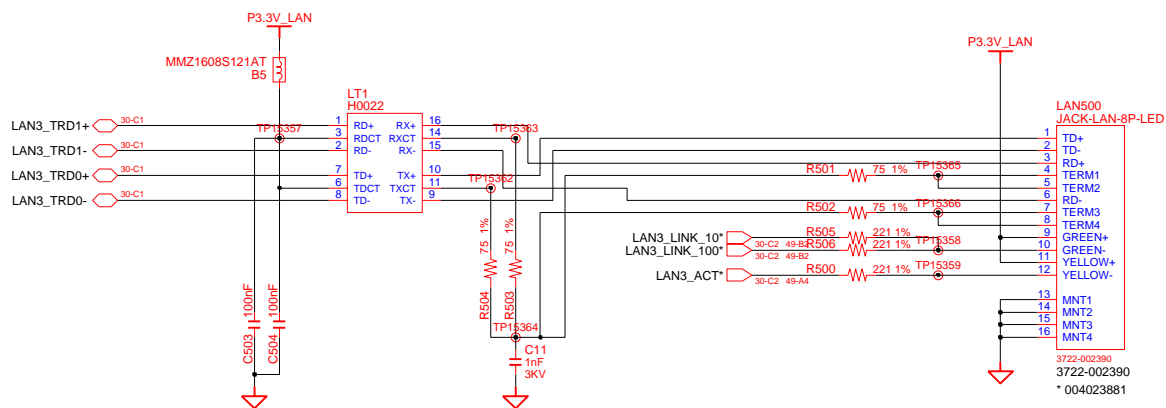 P3.3V_LAN
MMZ1608S121AT
B5
LT1
H0022
LAN3_TRD1+
30-C1
LAN3_TRD1-
30-C1
LAN3_TRD0+
30-C1
LAN3_TRD0-
30-C1
TP15357
1 RD+ RX+ 16
3 RDCT RXCT 14
2 RD- RX- 15
7 TD+ TX+ 10
6 TDCT TXCT 11
8 TD- TX- 9
TP15363
TP15362
75 1%
75 1%
R504
R503
TP15364
C11
1nF
3KV
100nF
100nF
C503
C504
P3.3V_LAN
LAN500
JACK-LAN-8P-LED
R501 75 1% TP15365
R502 75 1% TP15366
LAN3_LINK_10* R505 221 1% TP15358
30-C2 49-B2
LAN3_LINK_100* R506 221 1%
30-C2 49-B2
LAN3_ACT* R500 221 1% TP15359
30-C2 49-A4
1 TD+
2 TD-
3 RD+
4 TERM1
5 TERM2
6 RD-
7 TERM3
8 TERM4
9 GREEN+
10 GREEN-
11 YELLOW+
12 YELLOW-
13 MNT1
14 MNT2
15 MNT3
16 MNT4
3722-002390
3722-002390
* 004023881